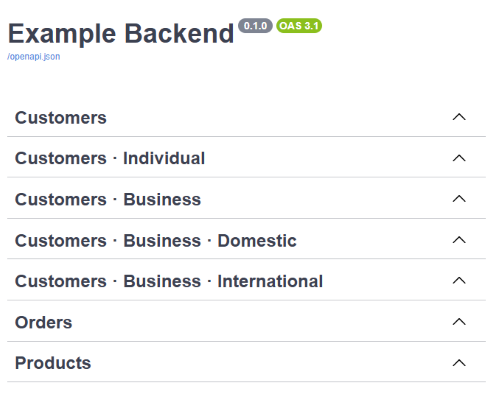 Example Backend 0.1.0 OAS 3.1
/openapi.json
Customers
Customers · Individual
Customers · Business
Customers · Business · Domestic
Customers · Business · International
Orders
Products